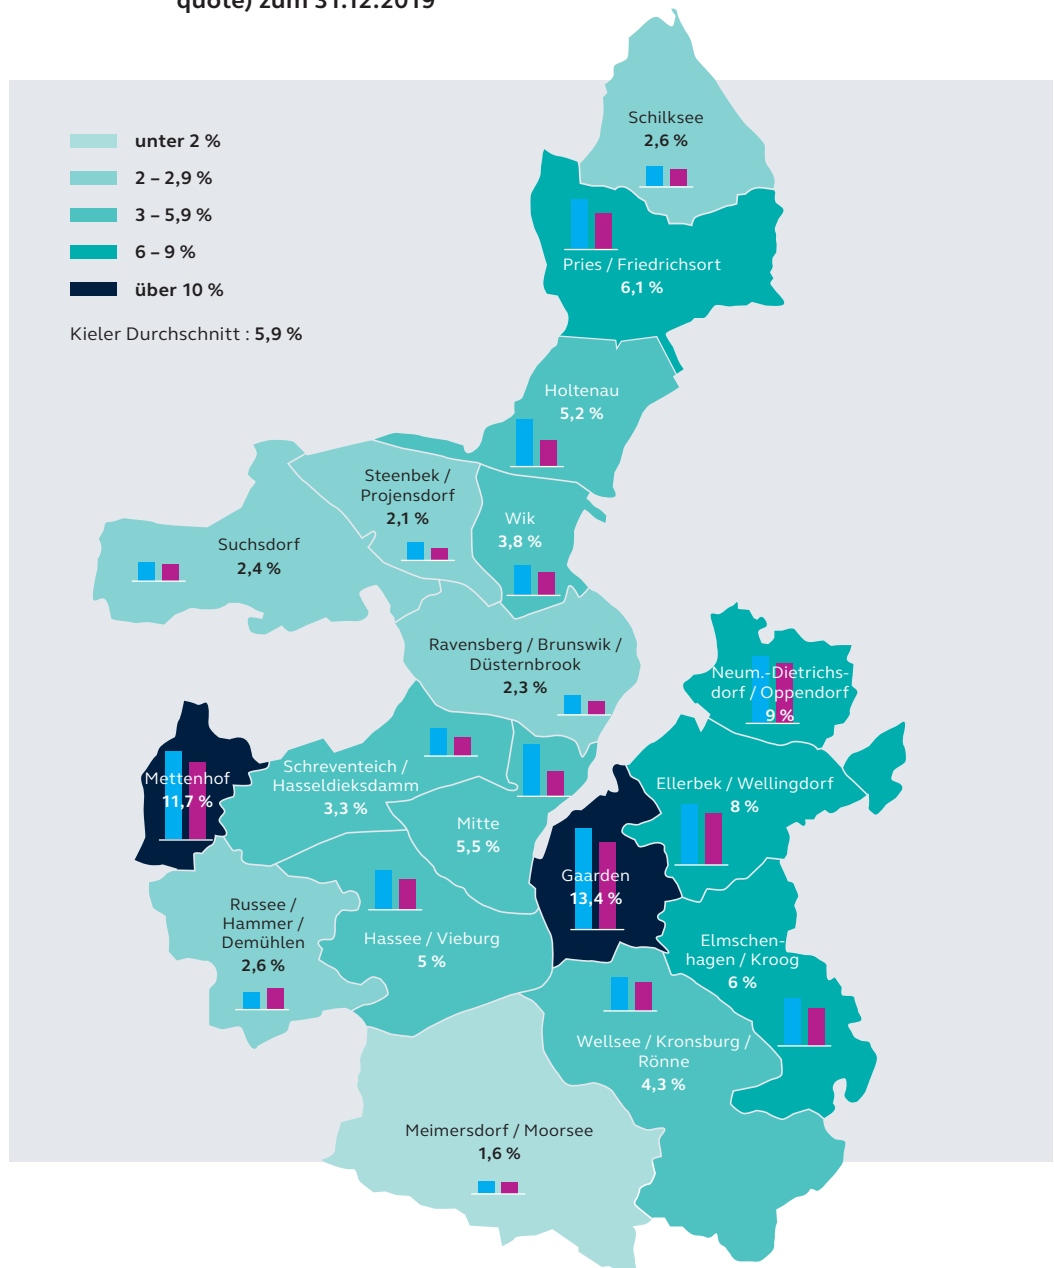 quote) zum 31.12.2019
unter 2 %
2 – 2,9 %
3 – 5,9 %
6 – 9 %
über 10 %
Kieler Durchschnitt : 5,9 %
Schilksee
2,6 %
Pries / Friedrichsort
6,1 %
Holtenau
5,2 %
Steenbek /
Projensdorf
2,1 %
Wik
3,8 %
Suchsdorf
2,4 %
Ravensberg / Brunswik /
Düsternbrook
2,3 %
Neum.-Dietrichs-
dorf / Oppendorf
9 %
Mettenhof
11,7 %
Schreventeich /
Hasseldieksdamm
3,3 %
Mitte
5,5 %
Ellerbek / Wellingdorf
8 %
Gaarden
13,4 %
Russee /
Hammer /
Demühlen
2,6 %
Hassee / Vieburg
5 %
Elmschen-
hagen / Kroog
6 %
Wellsee / Kronsburg /
Rönne
4,3 %
Meimersdorf / Moorsee
1,6 %